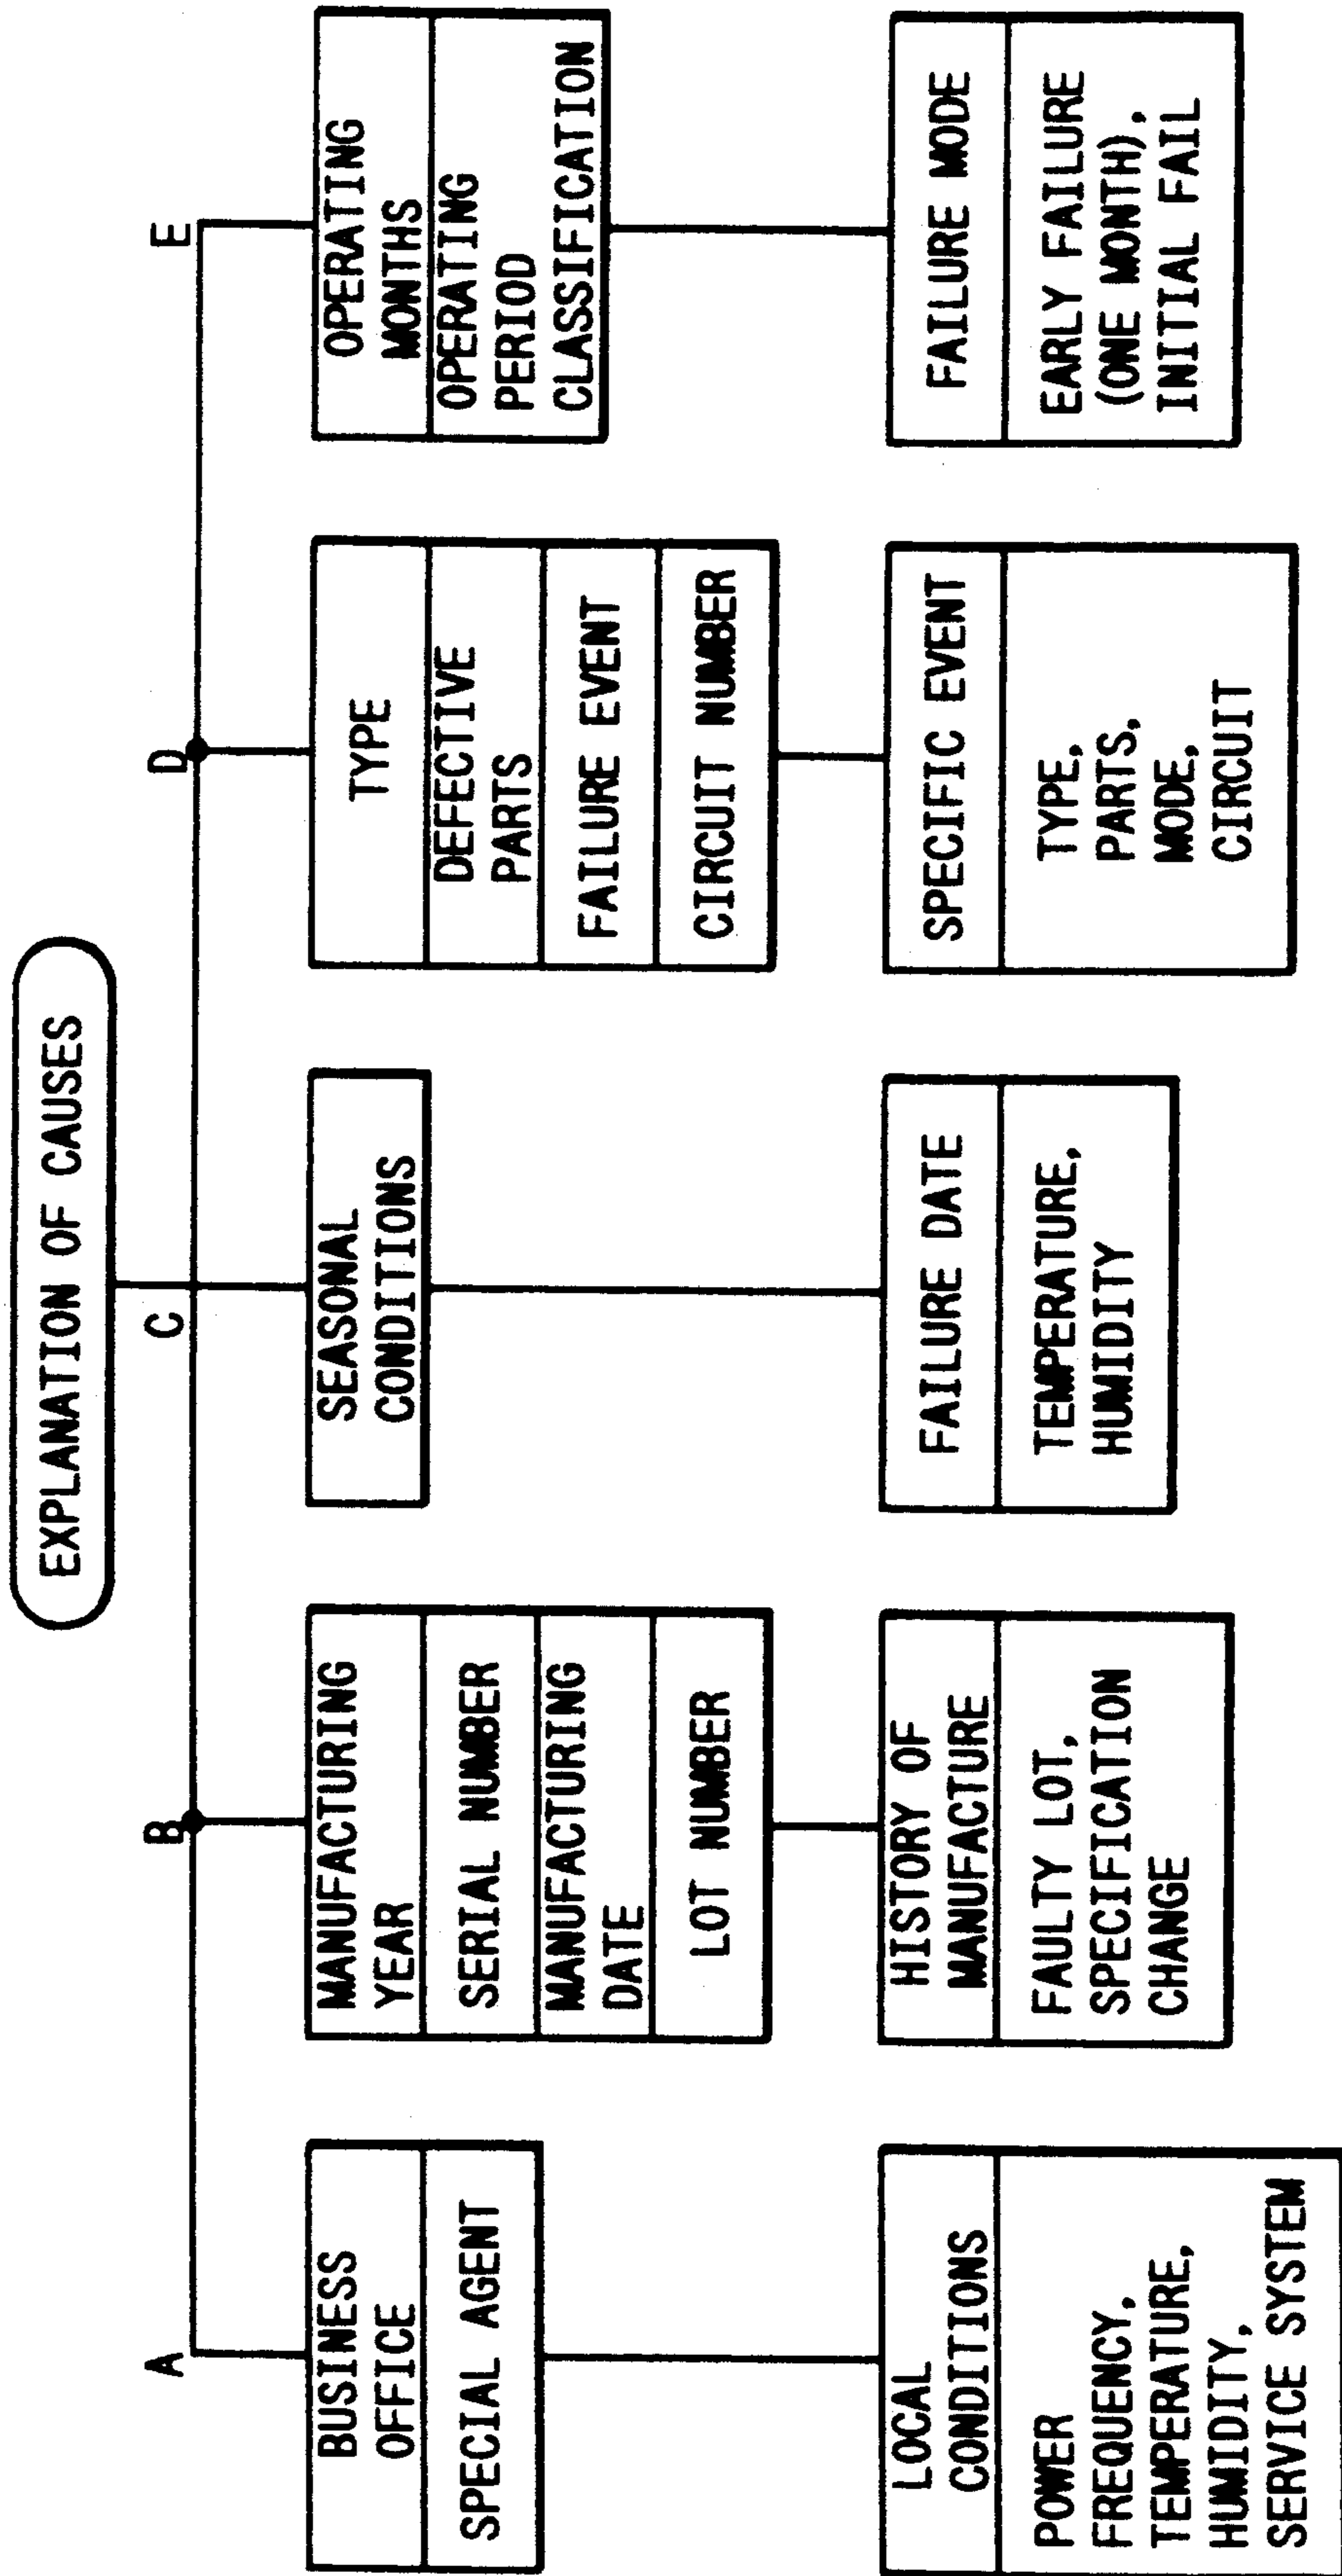 EXPLANATION OF CAUSES
A
B
C
D
E
BUSINESS
OFFICE
SPECIAL AGENT
LOCAL
CONDITIONS
POWER
FREQUENCY,
TEMPERATURE,
HUMIDITY,
SERVICE SYSTEM
MANUFACTURING
YEAR
SERIAL NUMBER
MANUFACTURING
DATE
LOT NUMBER
HISTORY OF
MANUFACTURE
FAULTY LOT,
SPECIFICATION
CHANGE
SEASONAL
CONDITIONS
FAILURE DATE
TEMPERATURE,
HUMIDITY
TYPE
DEFECTIVE
PARTS
FAILURE EVENT
CIRCUIT NUMBER
SPECIFIC EVENT
TYPE,
PARTS,
MODE,
CIRCUIT
OPERATING
MONTHS
OPERATING
PERIOD
CLASSIFICATION
FAILURE MODE
EARLY FAILURE
(ONE MONTH),
INITIAL FAIL